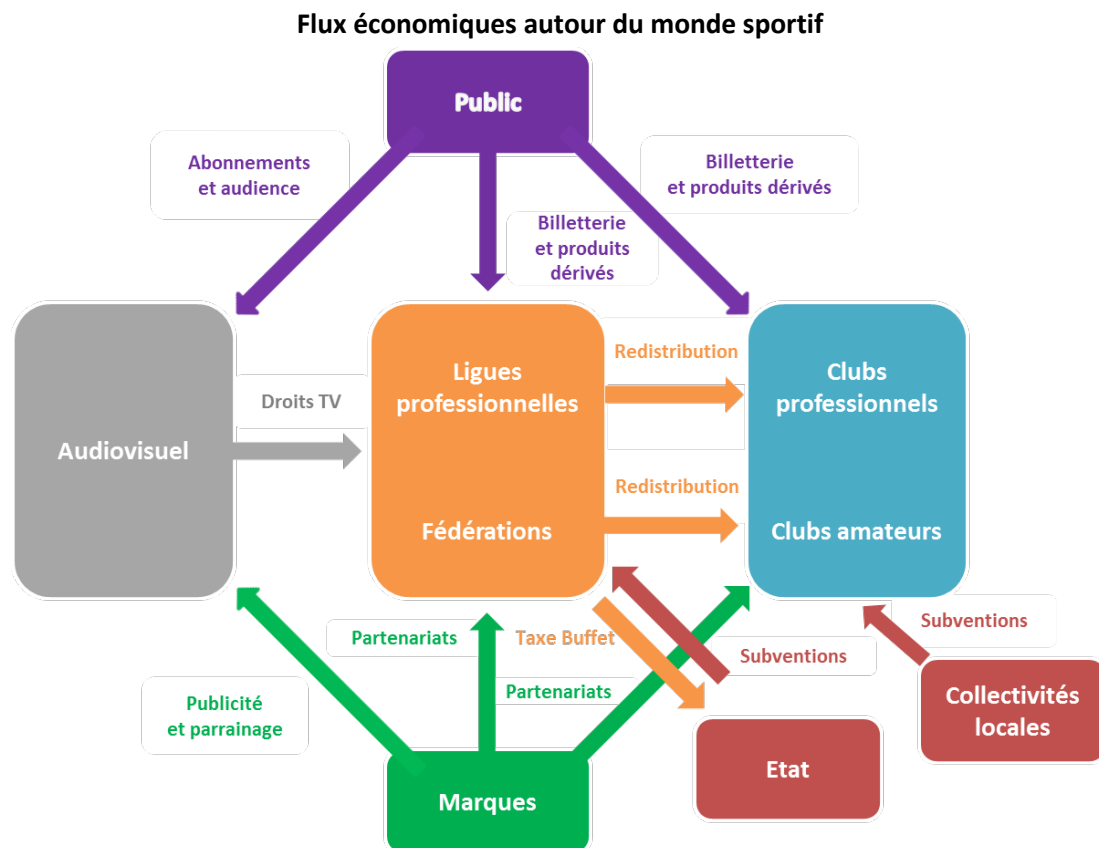 Flux économiques autour du monde sportif
Public
Abonnements
et audience
Billetterie
et produits dérivés
Billetterie
et produits
dérivés
Audiovisuel
Droits TV
Ligues
professionnelles
Fédérations
Redistribution
Redistribution
Clubs
professionnels
Clubs amateurs
Partenariats
Taxe Buffet
Subventions
Subventions
Publicité
et parrainage
Partenariats
Marques
Etat
Collectivités
locales